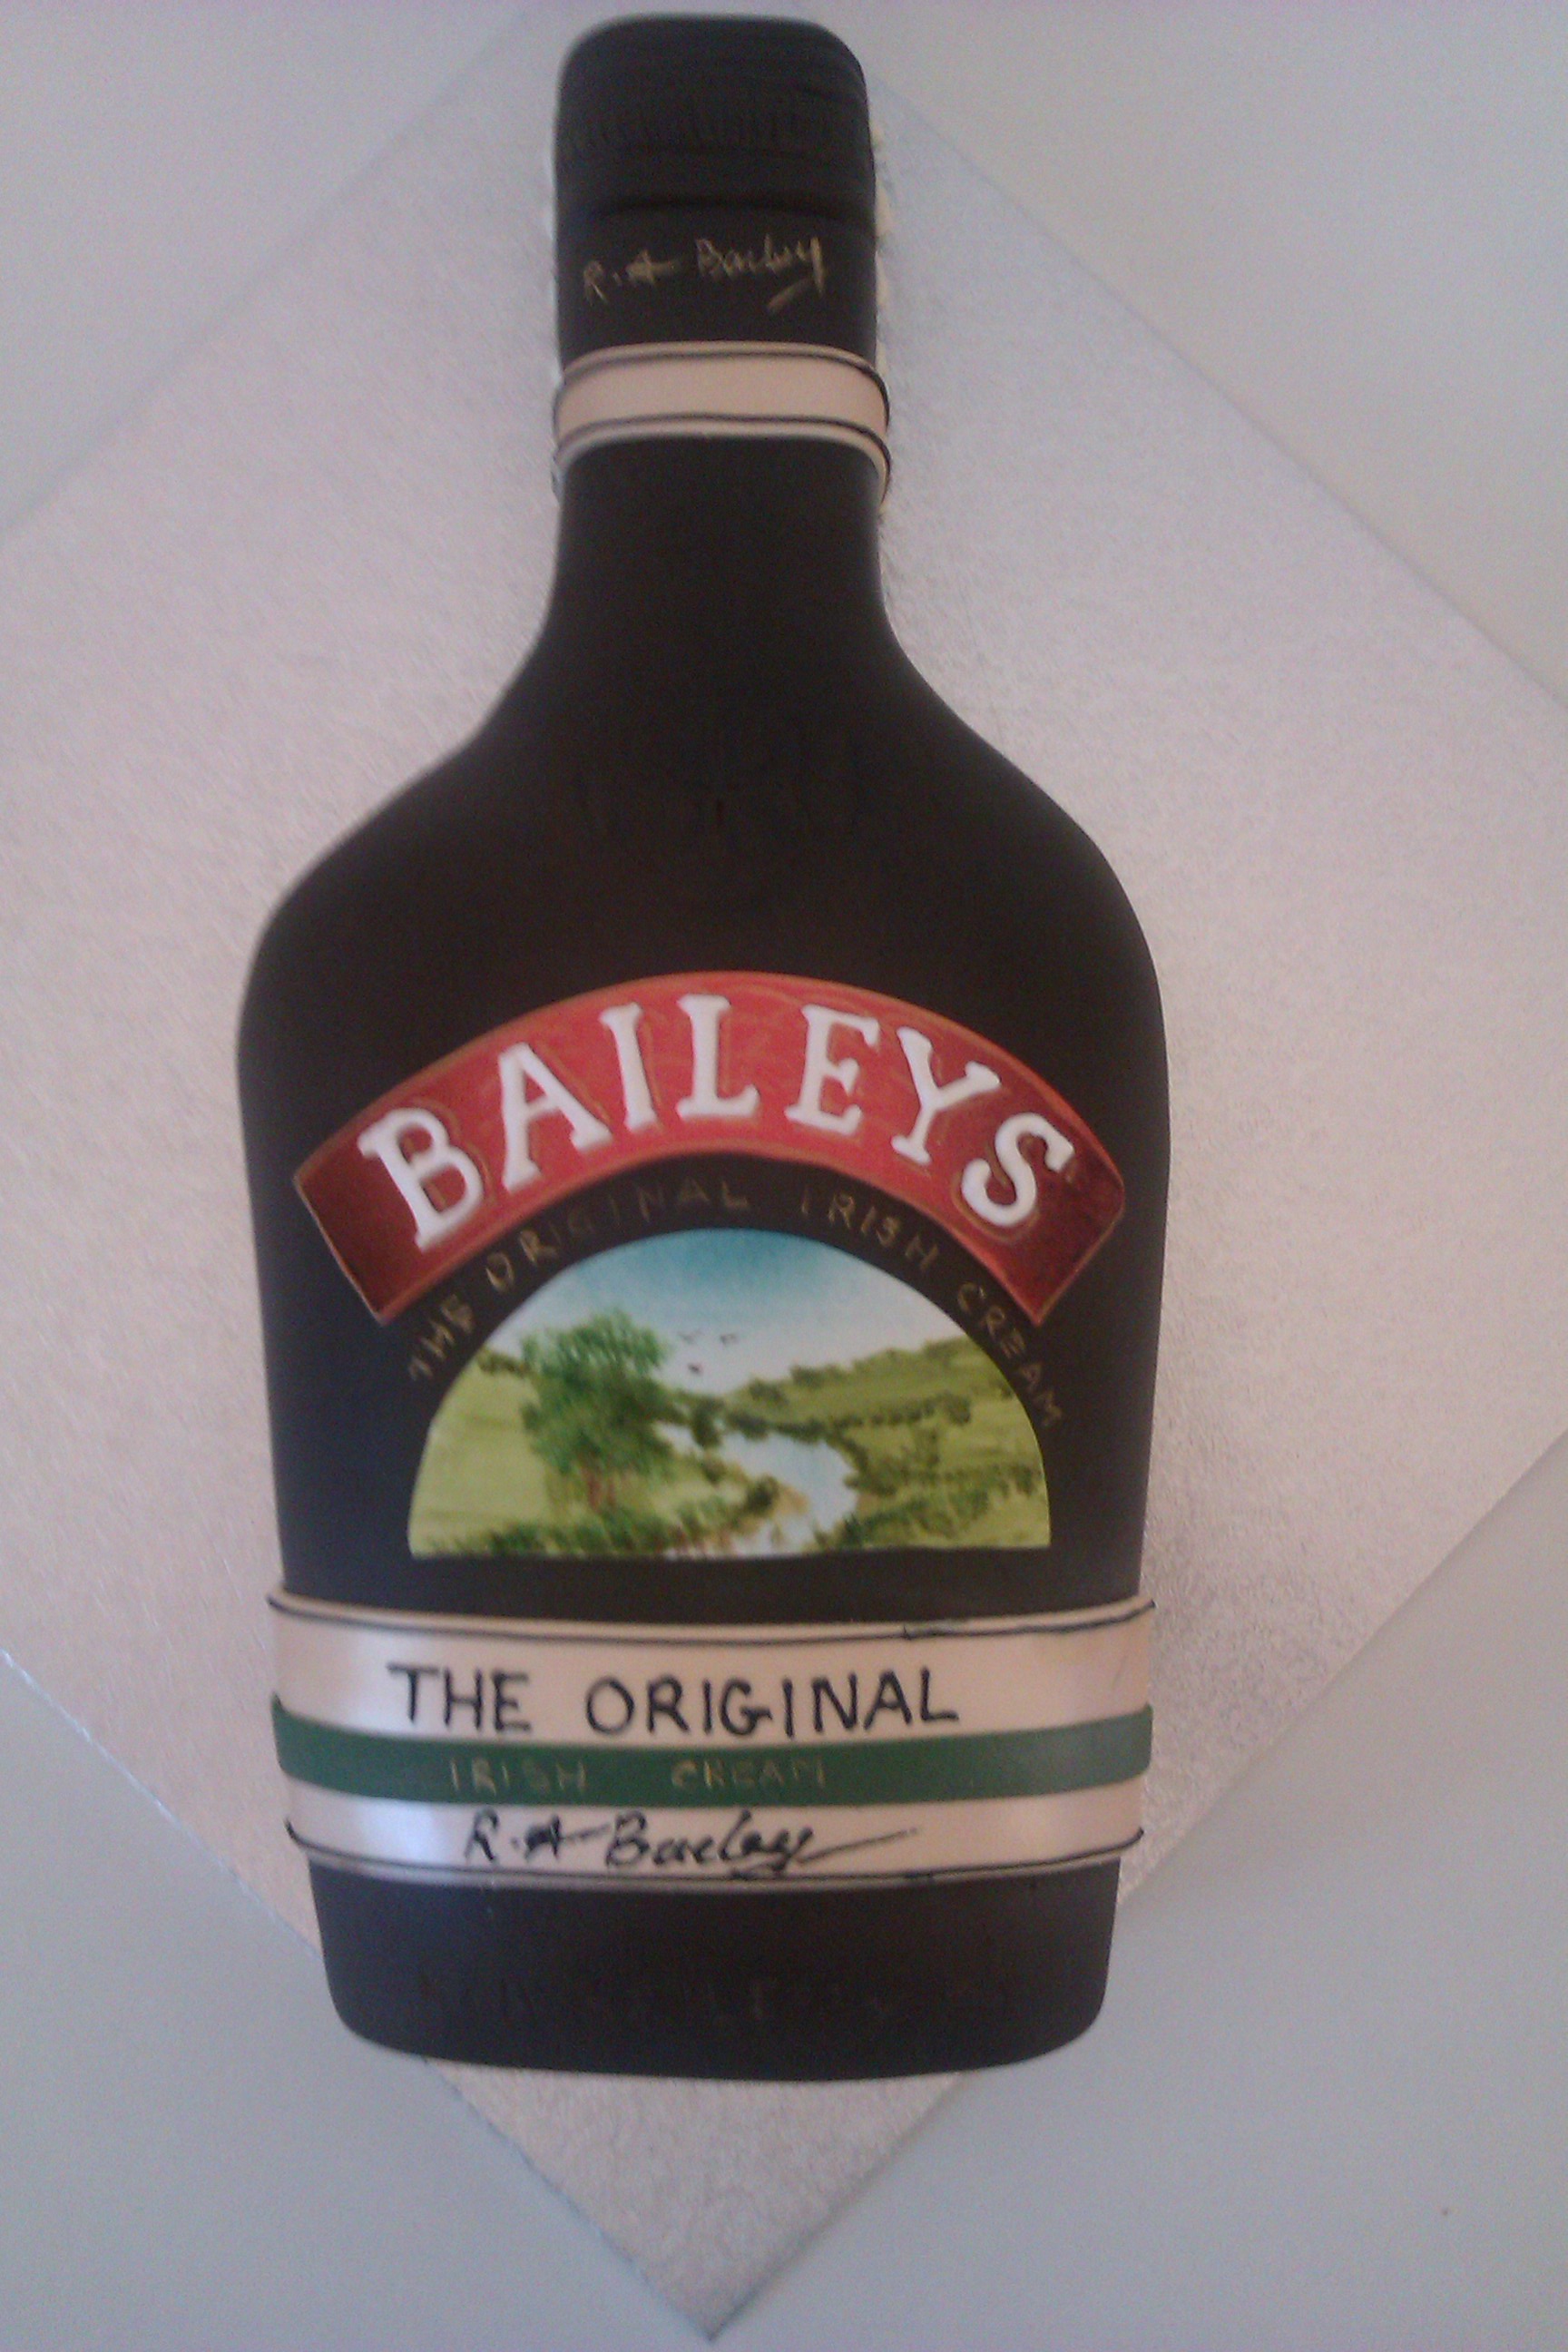 R.A Bailey
BAILEYS
THE ORIGINAL IRISH CREAM
THE ORIGINAL
IRISH CREAM
R.A Bailey